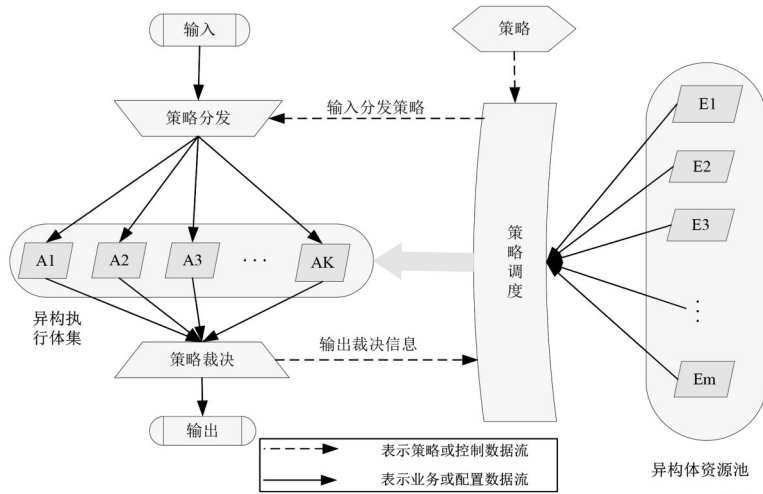 输入
策略
策略分发
输入分发策略
E1
E2
E3
⋮
Em
策略调度
A1
A2
A3
···
AK
异构执
行体集
策略裁决
输出裁决信息
输出
表示策略或控制数据流
表示业务或配置数据流
异构体资源池